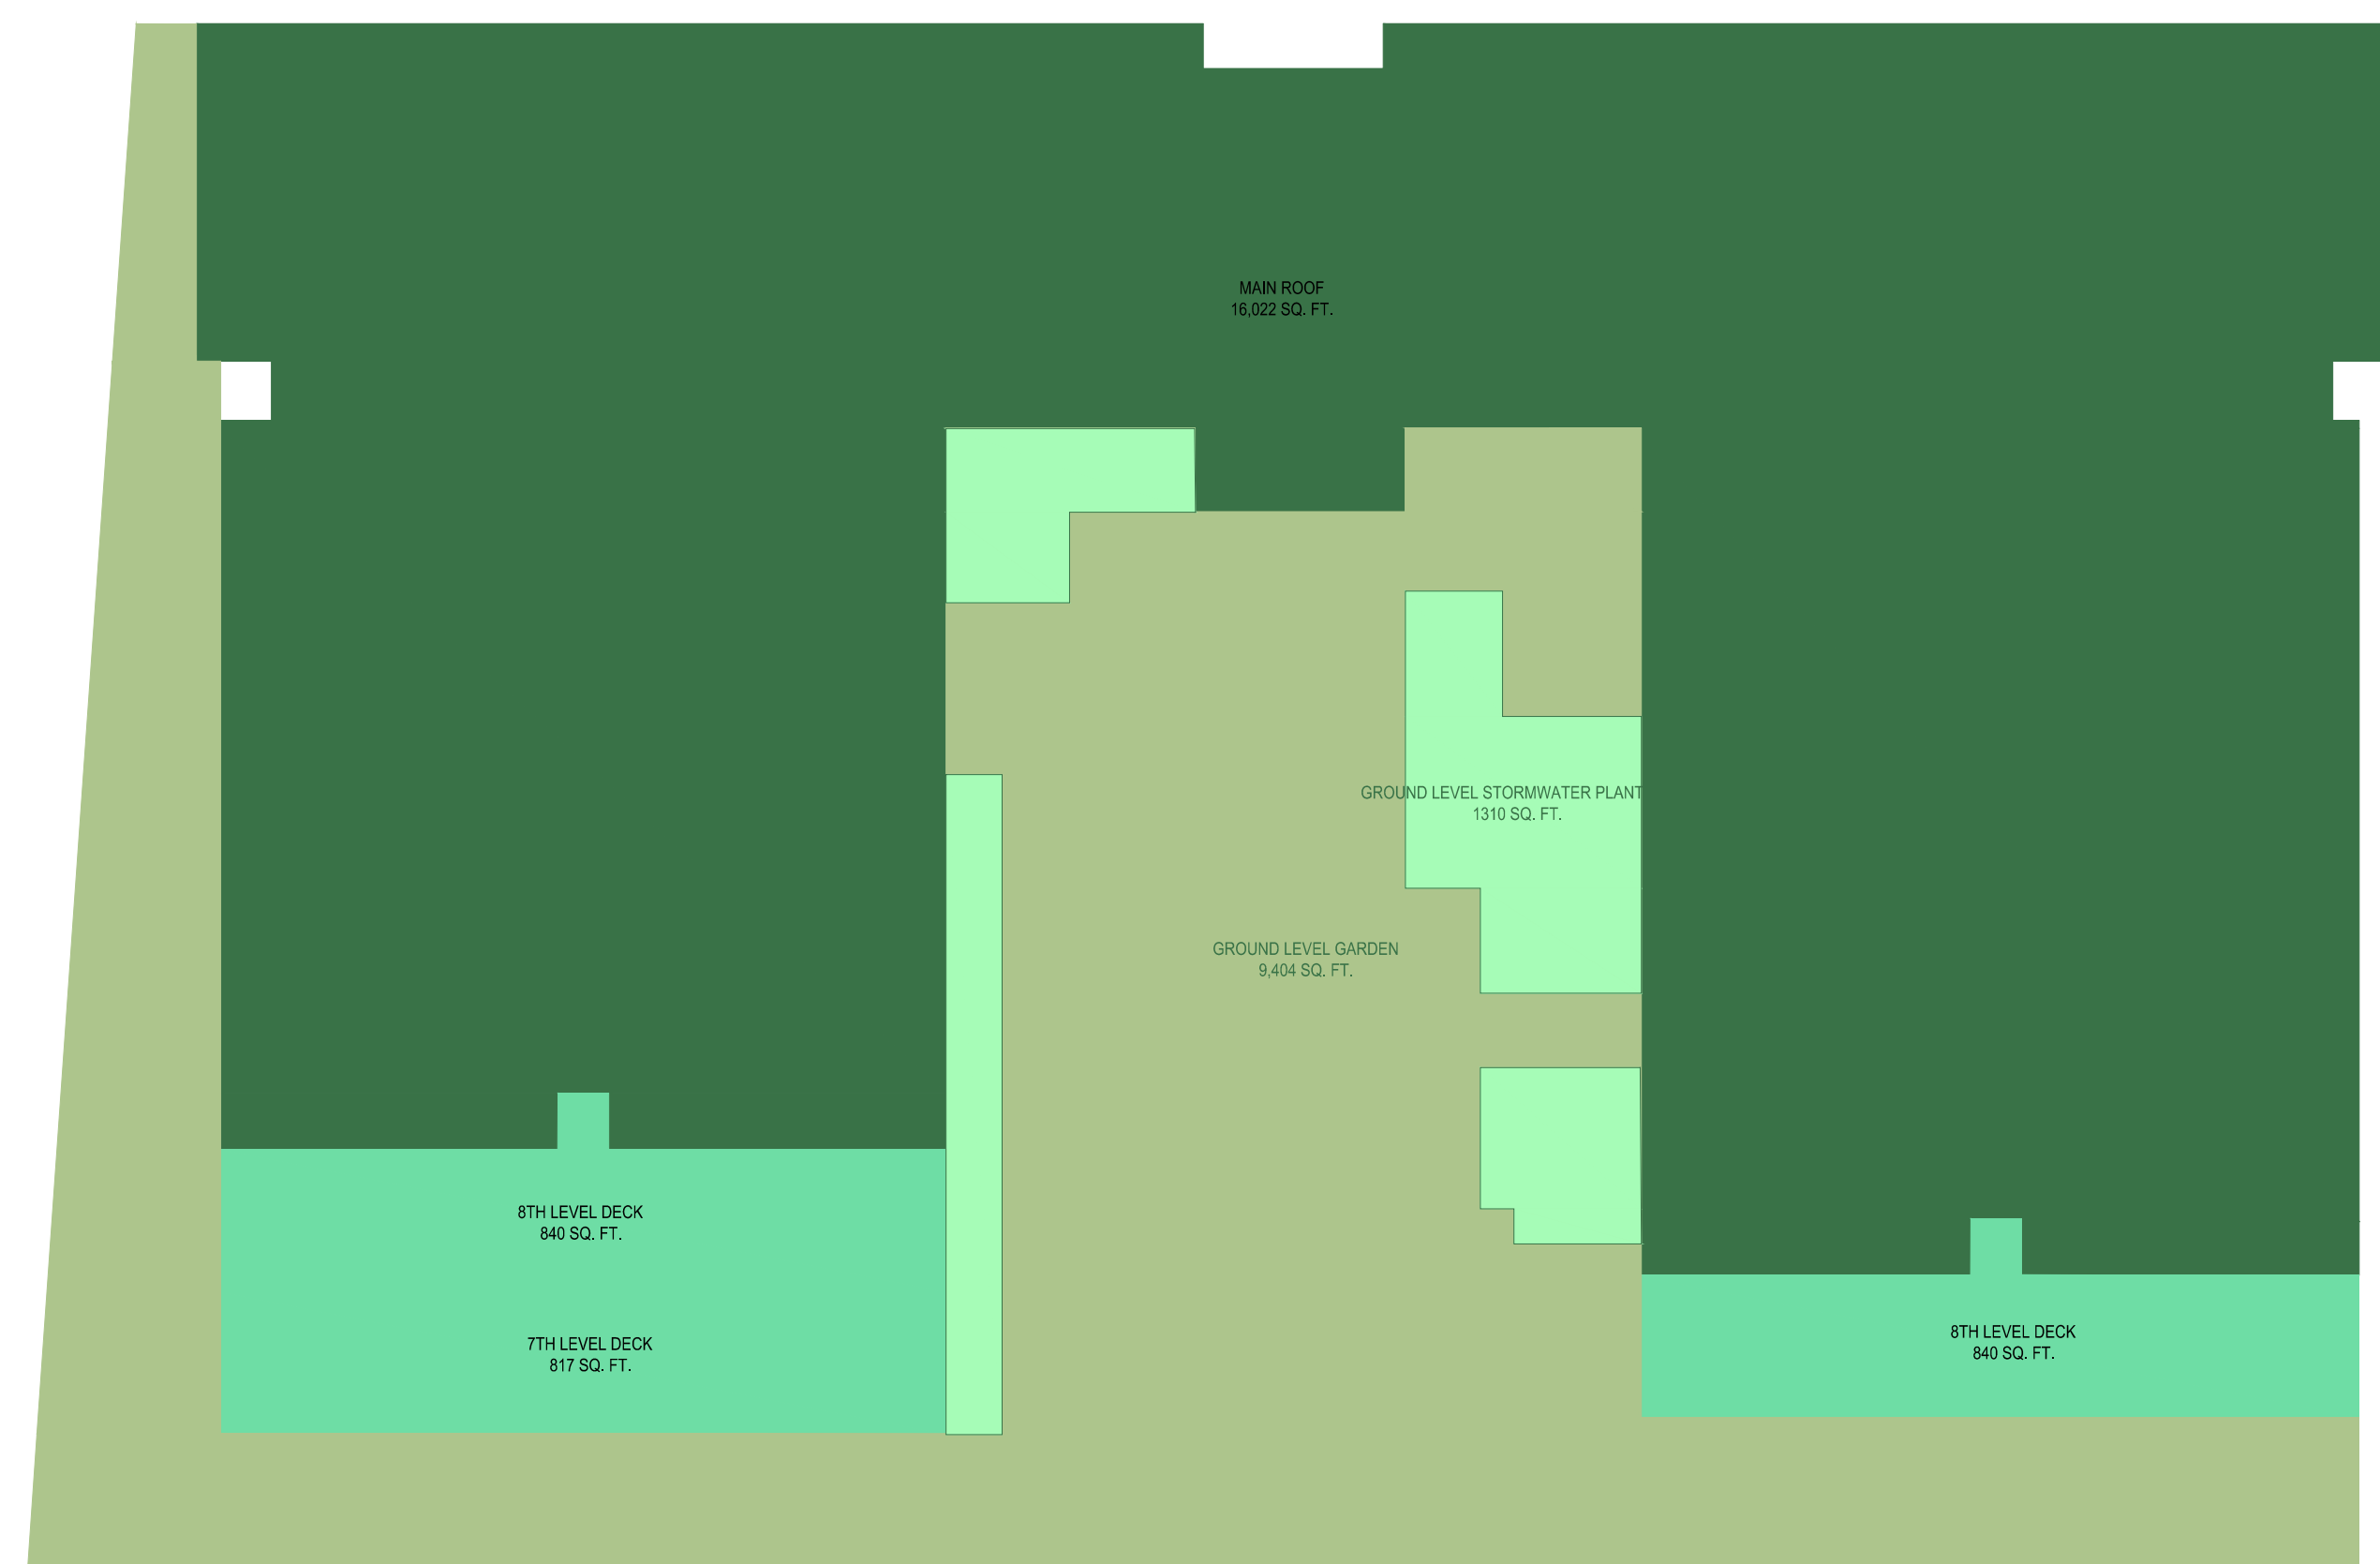 MAIN ROOF
16,022 SQ. FT.
GROUND LEVEL STORMWATER PLANT
1310 SQ. FT.
GROUND LEVEL GARDEN
9,404 SQ. FT.
8TH LEVEL DECK
840 SQ. FT.
7TH LEVEL DECK
817 SQ. FT.
8TH LEVEL DECK
840 SQ. FT.